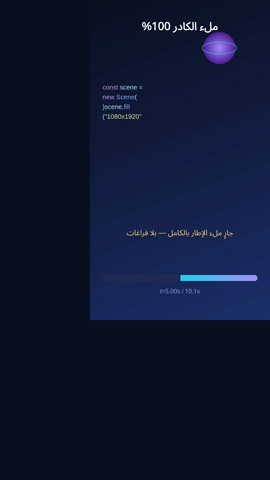 ملء الكادر 100%
const scene =
new Scene(
)scene.fill
("1080x1920"
جارٍ ملء الإطار بالكامل — بلا فراغات
t=5.00s / 10.1s